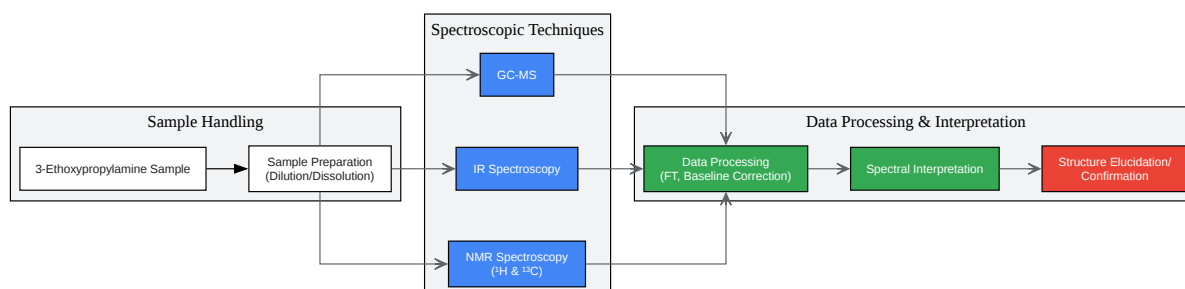 Spectroscopic Techniques
GC-MS
Sample Handling
Data Processing & Interpretation
3-Ethoxypropylamine Sample
Sample Preparation
(Dilution/Dissolution)
IR Spectroscopy
Data Processing
(FT, Baseline Correction)
Spectral Interpretation
Structure Elucidation/
Confirmation
NMR Spectroscopy
(¹H & ¹³C)